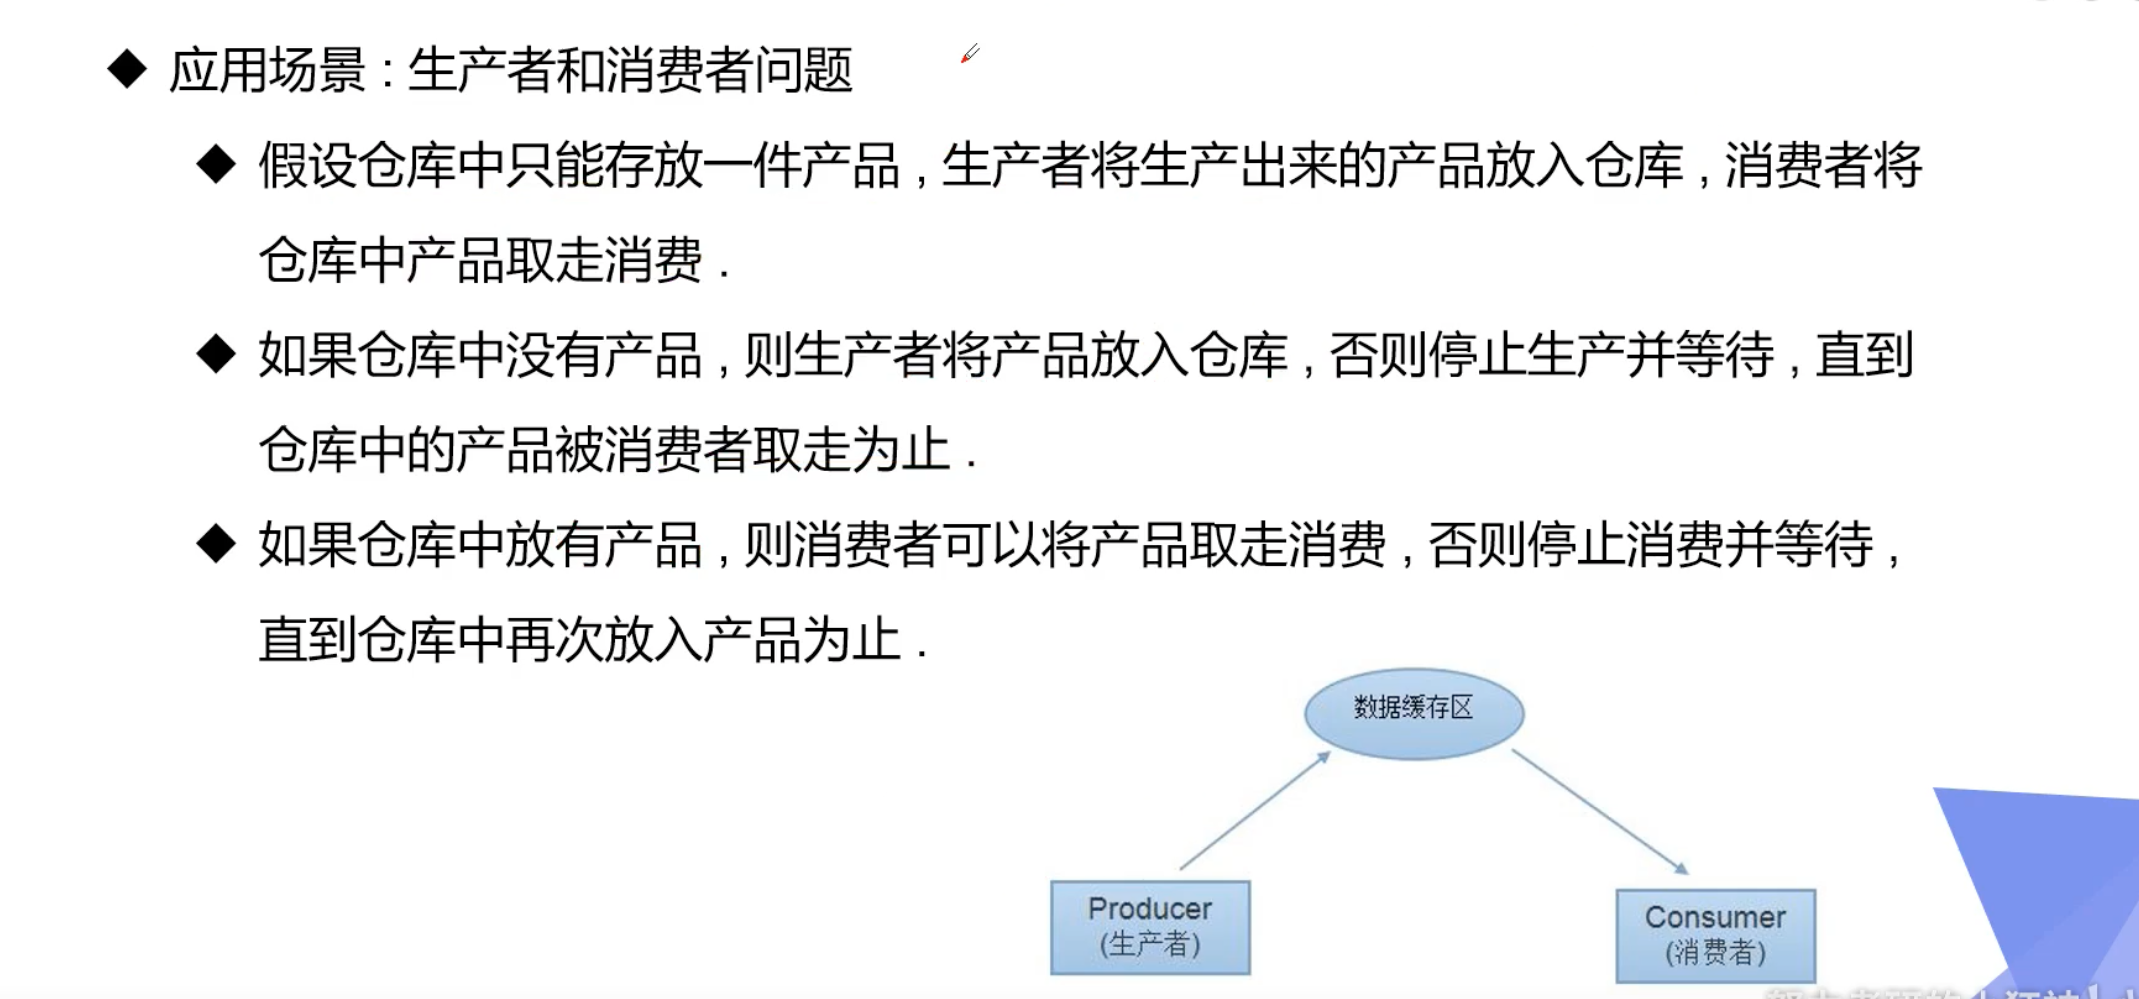 ◆ 应用场景 : 生产者和消费者问题
◆ 假设仓库中只能存放一件产品 , 生产者将生产出来的产品放入仓库 , 消费者将
仓库中产品取走消费 .
◆ 如果仓库中没有产品 , 则生产者将产品放入仓库 , 否则停止生产并等待 , 直到
仓库中的产品被消费者取走为止 .
◆ 如果仓库中放有产品 , 则消费者可以将产品取走消费 , 否则停止消费并等待 ,
直到仓库中再次放入产品为止 .
数据缓存区
Producer
(生产者)
Consumer
(消费者)